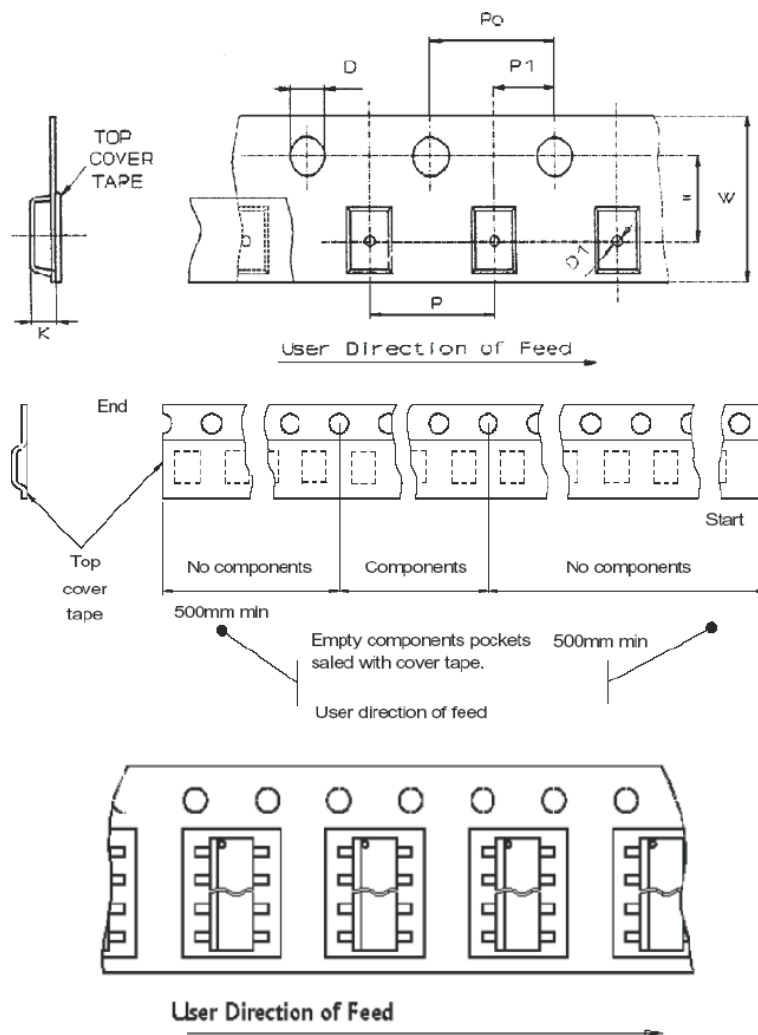 Po
D
P1
TOP
COVER
TAPE
W
D1
K
P
User Direction of Feed
End
Start
Top
cover
tape
No components
Components
No components
500mm min
Empty components pockets
saled with cover tape.
500mm min
User direction of feed
User Direction of Feed